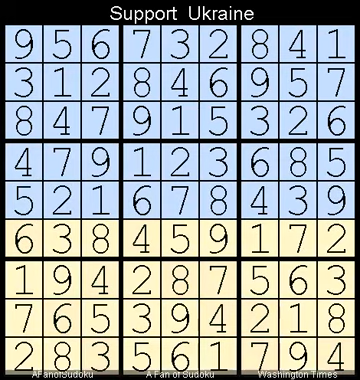 Support Ukraine
9 5 6 7 3 2 8 4 1
3 1 2 8 4 6 9 5 7
8 4 7 9 1 5 3 2 6
4 7 9 1 2 3 6 8 5
5 2 1 6 7 8 4 3 9
6 3 8 4 5 9 1 7 2
1 9 4 2 8 7 5 6 3
7 6 5 3 9 4 2 1 8
2 8 3 5 6 1 7 9 4
AFanofSudoku A Fan of Sudoku Washington Times